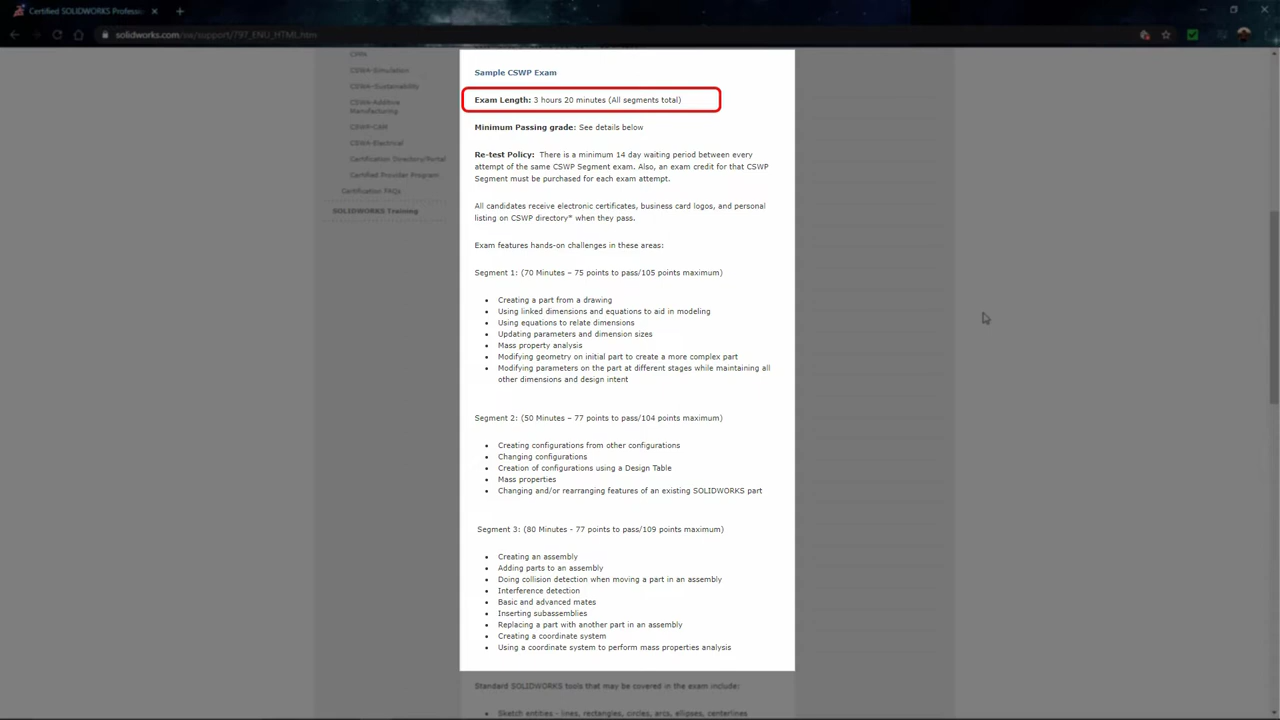 Certified SOLIDWORKS Profess
solidworks.com/sw/support/797_ENU_HTML.htm
CPPA
CSWA-Simulation
CSWA-Sustainability
CSWA-Additive
Manufacturing
CSWP-CAM
CSWA-Electrical
Certification Directory/Portal
Certified Provider Program
Certification FAQs
SOLIDWORKS Training
Sample CSWP Exam
Exam Length: 3 hours 20 minutes (All segments total)
Minimum Passing grade: See details below
Re-test Policy: There is a minimum 14 day waiting period between every
attempt of the same CSWP Segment exam. Also, an exam credit for that CSWP
Segment must be purchased for each exam attempt.
All candidates receive electronic certificates, business card logos, and personal
listing on CSWP directory* when they pass.
Exam features hands-on challenges in these areas:
Segment 1: (70 Minutes – 75 points to pass/105 points maximum)
• Creating a part from a drawing
• Using linked dimensions and equations to aid in modeling
• Using equations to relate dimensions
• Updating parameters and dimension sizes
• Mass property analysis
• Modifying geometry on initial part to create a more complex part
• Modifying parameters on the part at different stages while maintaining all
other dimensions and design intent
Segment 2: (50 Minutes – 77 points to pass/104 points maximum)
• Creating configurations from other configurations
• Changing configurations
• Creation of configurations using a Design Table
• Mass properties
• Changing and/or rearranging features of an existing SOLIDWORKS part
Segment 3: (80 Minutes - 77 points to pass/109 points maximum)
• Creating an assembly
• Adding parts to an assembly
• Doing collision detection when moving a part in an assembly
• Interference detection
• Basic and advanced mates
• Inserting subassemblies
• Replacing a part with another part in an assembly
• Creating a coordinate system
• Using a coordinate system to perform mass properties analysis
Standard SOLIDWORKS tools that may be covered in the exam include:
• Sketch entities - lines, rectangles, circles, arcs, ellipses, centerlines